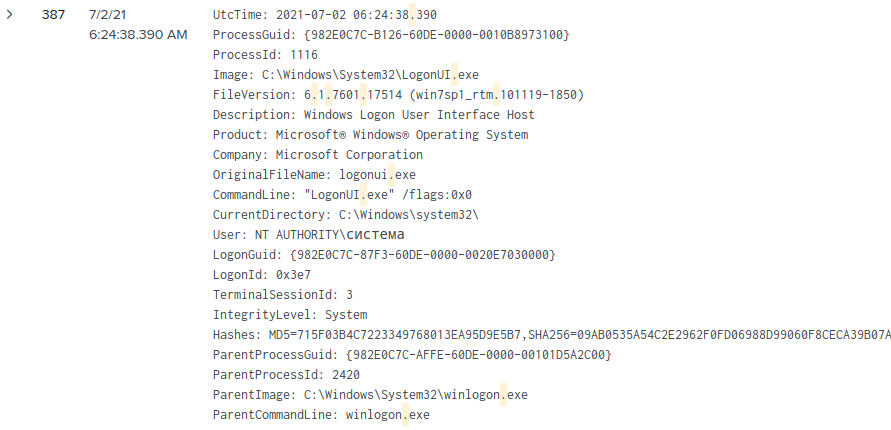 387 7/2/21 UtcTime: 2021-07-02 06:24:38.390
6:24:38.390 AM ProcessGuid: {982E0C7C-B126-60DE-0000-0010B8973100}
ProcessId: 1116
Image: C:\Windows\System32\LogonUI.exe
FileVersion: 6.1.7601.17514 (win7sp1_rtm.101119-1850)
Description: Windows Logon User Interface Host
Product: Microsoft® Windows® Operating System
Company: Microsoft Corporation
OriginalFileName: logonui.exe
CommandLine: "LogonUI.exe" /flags:0x0
CurrentDirectory: C:\Windows\system32\
User: NT AUTHORITY\система
LogonGuid: {982E0C7C-87F3-60DE-0000-0020E7030000}
LogonId: 0x3e7
TerminalSessionId: 3
IntegrityLevel: System
Hashes: MD5=715F03B4C7223349768013EA95D9E5B7,SHA256=09AB0535A54C2E2962F0FD06988D99060F8CECA39B07A
ParentProcessGuid: {982E0C7C-AFFE-60DE-0000-00101D5A2C00}
ParentProcessId: 2420
ParentImage: C:\Windows\System32\winlogon.exe
ParentCommandLine: winlogon.exe